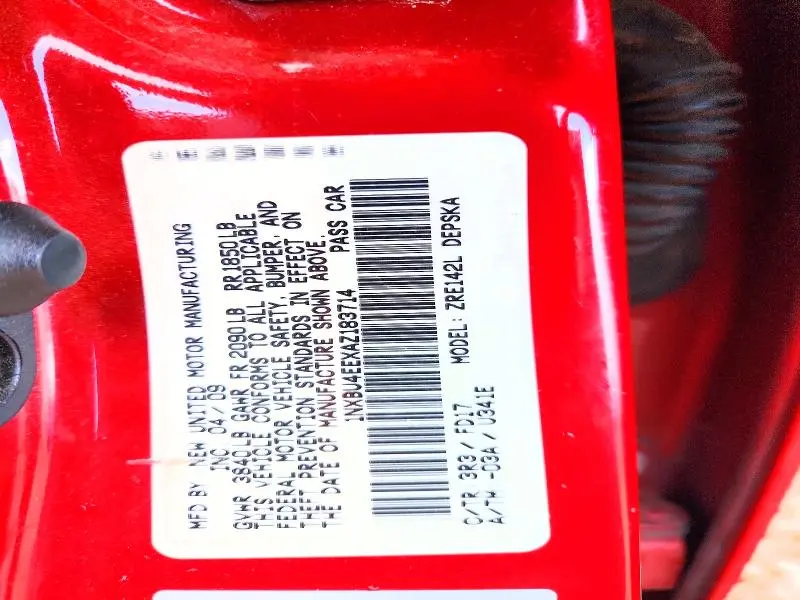 MFD BY NEW UNITED MOTOR MANUFACTURING
INC 04/09
GVWR 3840LB GAWR FR 2090LB RR1850LB
THIS VEHICLE CONFORMS TO ALL APPLICABLE
FEDERAL MOTOR VEHICLE SAFETY, BUMPER, AND
THEFT PREVENTION STANDARDS IN EFFECT ON
THE DATE OF MANUFACTURE SHOWN ABOVE.
1NXBU4EEXAZ183714 PASS CAR
MODEL: ZRE142L DEPSKA
C/TR 3R3/FD17
A/TW -03A/U341E